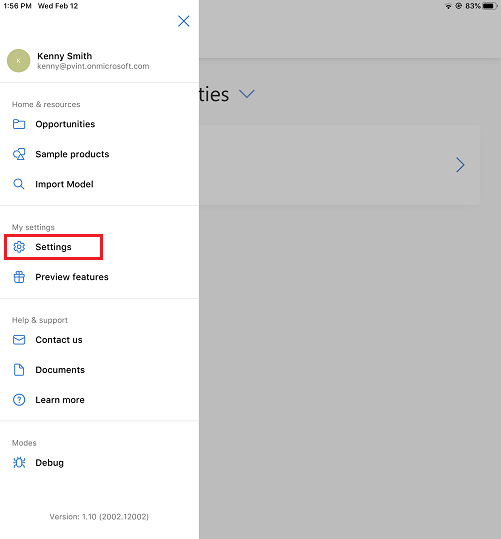 1:56 PM Wed Feb 12
83%
ties
K
Kenny Smith
kenny@pvint.onmicrosoft.com
Home & resources
Opportunities
Sample products
Import Model
My settings
Settings
Preview features
Help & support
Contact us
Documents
Learn more
Modes
Debug
Version: 1.10 (2002.12002)